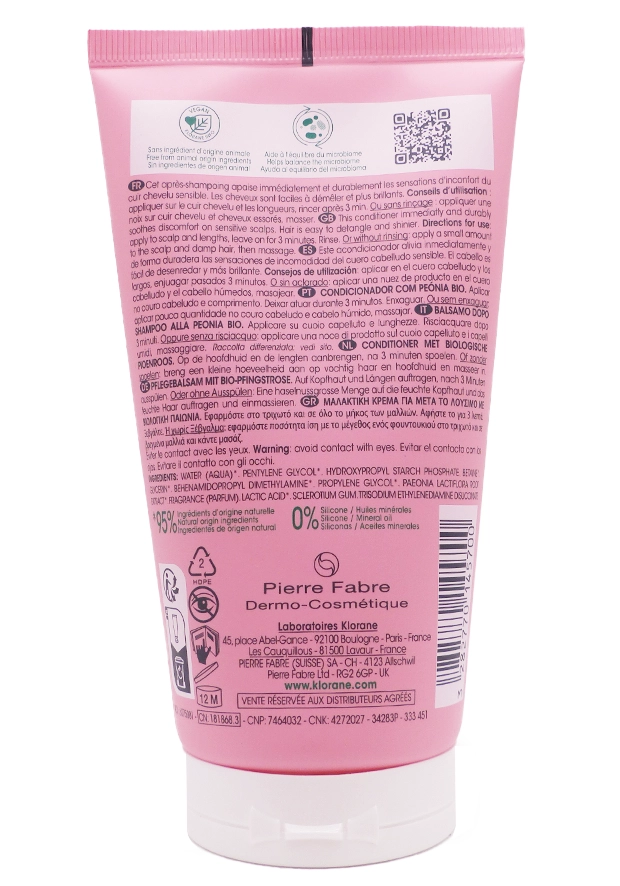 VEGAN
Sans ingrédient d'origine animale
Free from animal origin ingredients
Sin ingredientes de origen animal
Aide à l'équilibre du microbiome
Helps balance the microbiome
Ayuda al equilibrio del microbioma
FR Cet après-shampoing apaise immédiatement et durablement les sensations d'inconfort du
cuir chevelu sensible. Les cheveux sont faciles à démêler et plus brillants. Conseils d'utilisation :
appliquer sur le cuir chevelu et les longueurs, rincer après 3 min. Ou sans rinçage : appliquer une
noix sur cuir chevelu et cheveux essorés, masser. GB This conditioner immediatly and durably
soothes discomfort on sensitive scalps. Hair is easy to detangle and shinier. Directions for use:
apply to scalp and lengths, leave on for 3 minutes. Rinse. Or without rinsing: apply a small amount
to the scalp and damp hair, then massage. ES Este acondicionador alivia inmediatamente y
de forma duradera las sensaciones de incomodidad del cuero cabelludo sensible. El cabello es
fácil de desenredar y más brillante. Consejos de utilización: aplicar en el cuero cabelludo y los
largos, enjuagar pasados 3 minutos. O sin aclarado: aplicar una nuez de producto en el cuero
cabelludo y el cabello húmedos, masajear. PT CONDICIONADOR COM PEÓNIA BIO. Aplicar
no couro cabeludo e comprimento. Deixar atuar durante 3 minutos. Enxaguar. Ou sem enxaguar:
aplicar pouca quantidade no couro cabeludo e cabelo húmido, massajar. IT BALSAMO DOPO
SHAMPOO ALLA PEONIA BIO. Applicare su cuoio capelluto e lunghezze. Risciacquare dopo
3 minuti. Oppure senza risciacquo: applicare una noce di prodotto sul cuoio capelluto e i capelli
umidi, massaggiare. Raccolta differenziata: vedi silo. NL CONDITIONER MET BIOLOGISCHE
PIOENROOS. Op de hoofdhuid en de lengten aanbrengen, na 3 minuten spoelen. Of zonder
spoelen: breng een kleine hoeveelheid aan op vochtig haar en hoofdhuid en masseer in.
DE PFLEGEBALSAM MIT BIO-PFINGSTROSE. Auf Kopfhaut und Längen auftragen, nach 3 Minuten
ausspülen. Oder ohne Ausspülen: Eine haselnussgrosse Menge auf die feuchte Kopfhaut und das
feuchte Haar auftragen und einmassieren. GR ΜΑΛΑΚΤΙΚΗ ΚΡΕΜΑ ΓΙΑ ΜΕΤΑ ΤΟ ΛΟΥΣΙΜΟ ΜΕ
ΒΙΟΛΟΓΙΚΗ ΠΑΙΩΝΙΑ. Εφαρμόστε στο τριχωτό και σε όλο το μήκος των μαλλιών. Αφήστε το για 3 λεπτά.
Ξεβγάλετε. Ή χωρίς Ξέβγαλμα: εφαρμόστε ποσότητα ίση με το μέγεθος ενός φουντουκιού στο τριχωτό και τα
βρεγμένα μαλλιά και κάντε μασάζ.
Éviter le contact avec les yeux. Warning: avoid contact with eyes. Evitar el contacto con los
ojos. Evitare il contatto con gli occhi.
INGREDIENTS: WATER (AQUA)*. PENTYLENE GLYCOL*. HYDROXYPROPYL STARCH PHOSPHATE. BETAINE*.
GLYCERIN*. BEHENAMIDOPROPYL DIMETHYLAMINE*. PROPYLENE GLYCOL*. PAEONIA LACTIFLORA ROOT
EXTRACT*. FRAGRANCE (PARFUM). LACTIC ACID*. SCLEROTIUM GUM. TRISODIUM ETHYLENEDIAMINE DISUCCINATE.
*95% Ingrédients d'origine naturelle
Natural origin ingredients
Ingredientes de origen natural
0% Silicone / Huiles minérales
Silicone / Mineral oil
Siliconas / Aceites minerales
2
HDPE
Pierre Fabre
Dermo-Cosmétique
Laboratoires Klorane
45, place Abel-Gance - 92100 Boulogne - Paris - France
Les Cauquillous - 81500 Lavaur - France
PIERRE FABRE (SUISSE) SA - CH - 4123 Allschwil
Pierre Fabre Ltd - RG2 6GP - UK
www.klorane.com
12 M
VENTE RÉSERVÉE AUX DISTRIBUTEURS AGRÉÉS
CN 181868.3 - CNP: 7464032 - CNK: 4272027 - 34283P - 333 451
3 282770 145700